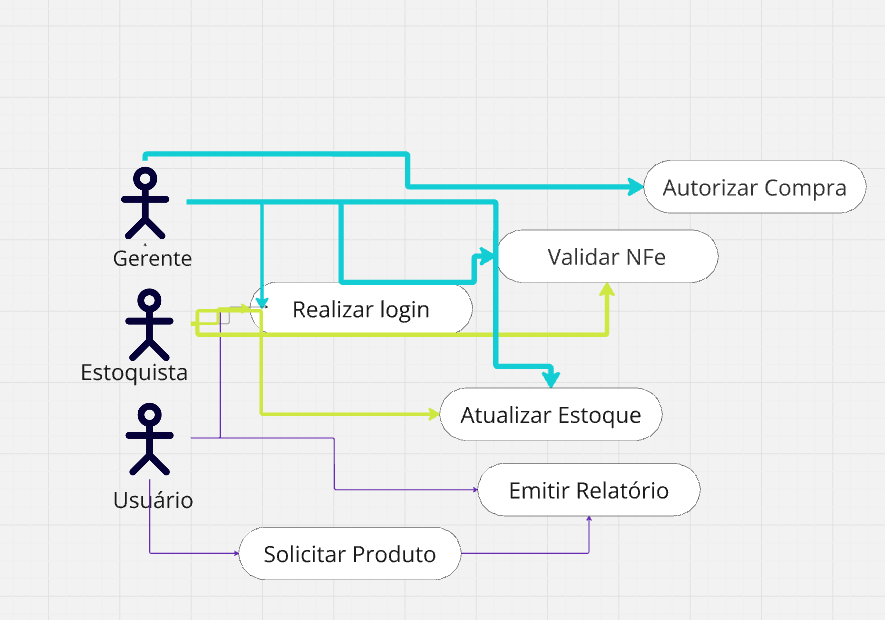 Autorizar Compra
Gerente
Validar NFe
Realizar login
Estoquista
Atualizar Estoque
Usuário
Emitir Relatório
Solicitar Produto